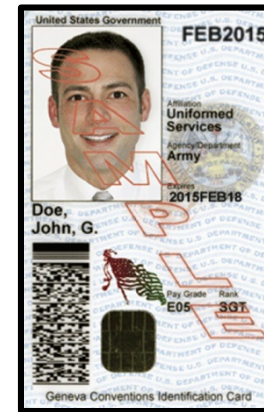 United States Government
FEB2015
Affiliation
Uniformed
Services
Agency/Department
Army
Expires
2015FEB18
Doe,
John, G.
Pay Grade Rank
E05 SGT
Geneva Conventions Identification Card
SAMPLE